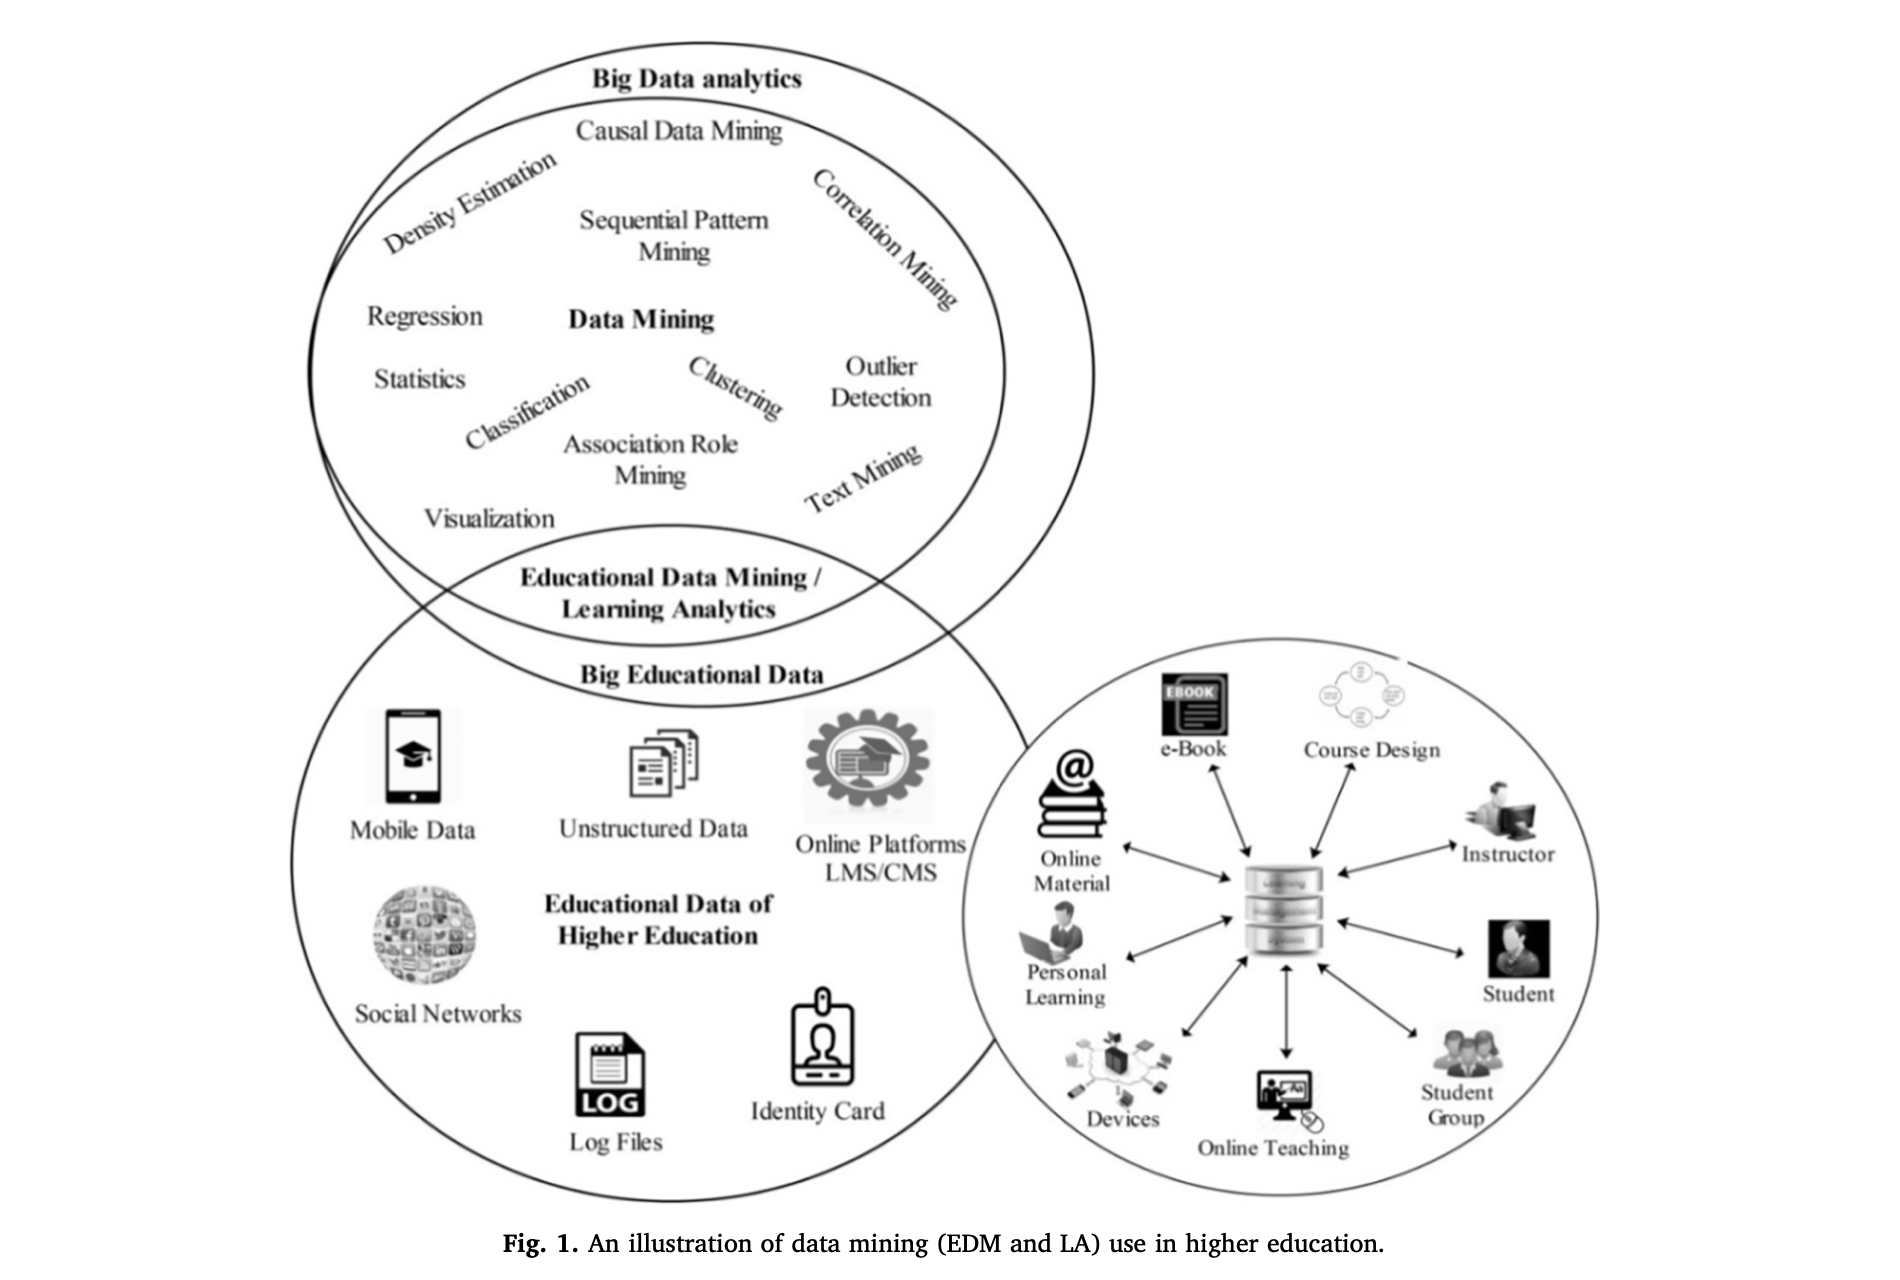 Big Data analytics
Causal Data Mining
Density Estimation
Correlation Mining
Sequential Pattern
Mining
Regression
Data Mining
Statistics
Classification
Clustering
Outlier
Detection
Association Role
Mining
Text Mining
Visualization
Educational Data Mining /
Learning Analytics
Big Educational Data
Mobile Data
Unstructured Data
Online Platforms
LMS/CMS
Educational Data of
Higher Education
Social Networks
LOG
Log Files
Identity Card
EBOOK
e-Book
Course Design
@
Online
Material
Instructor
Learning
Management
System
Personal
Learning
Student
Devices
Aa
Online Teaching
Student
Group
Fig. 1. An illustration of data mining (EDM and LA) use in higher education.